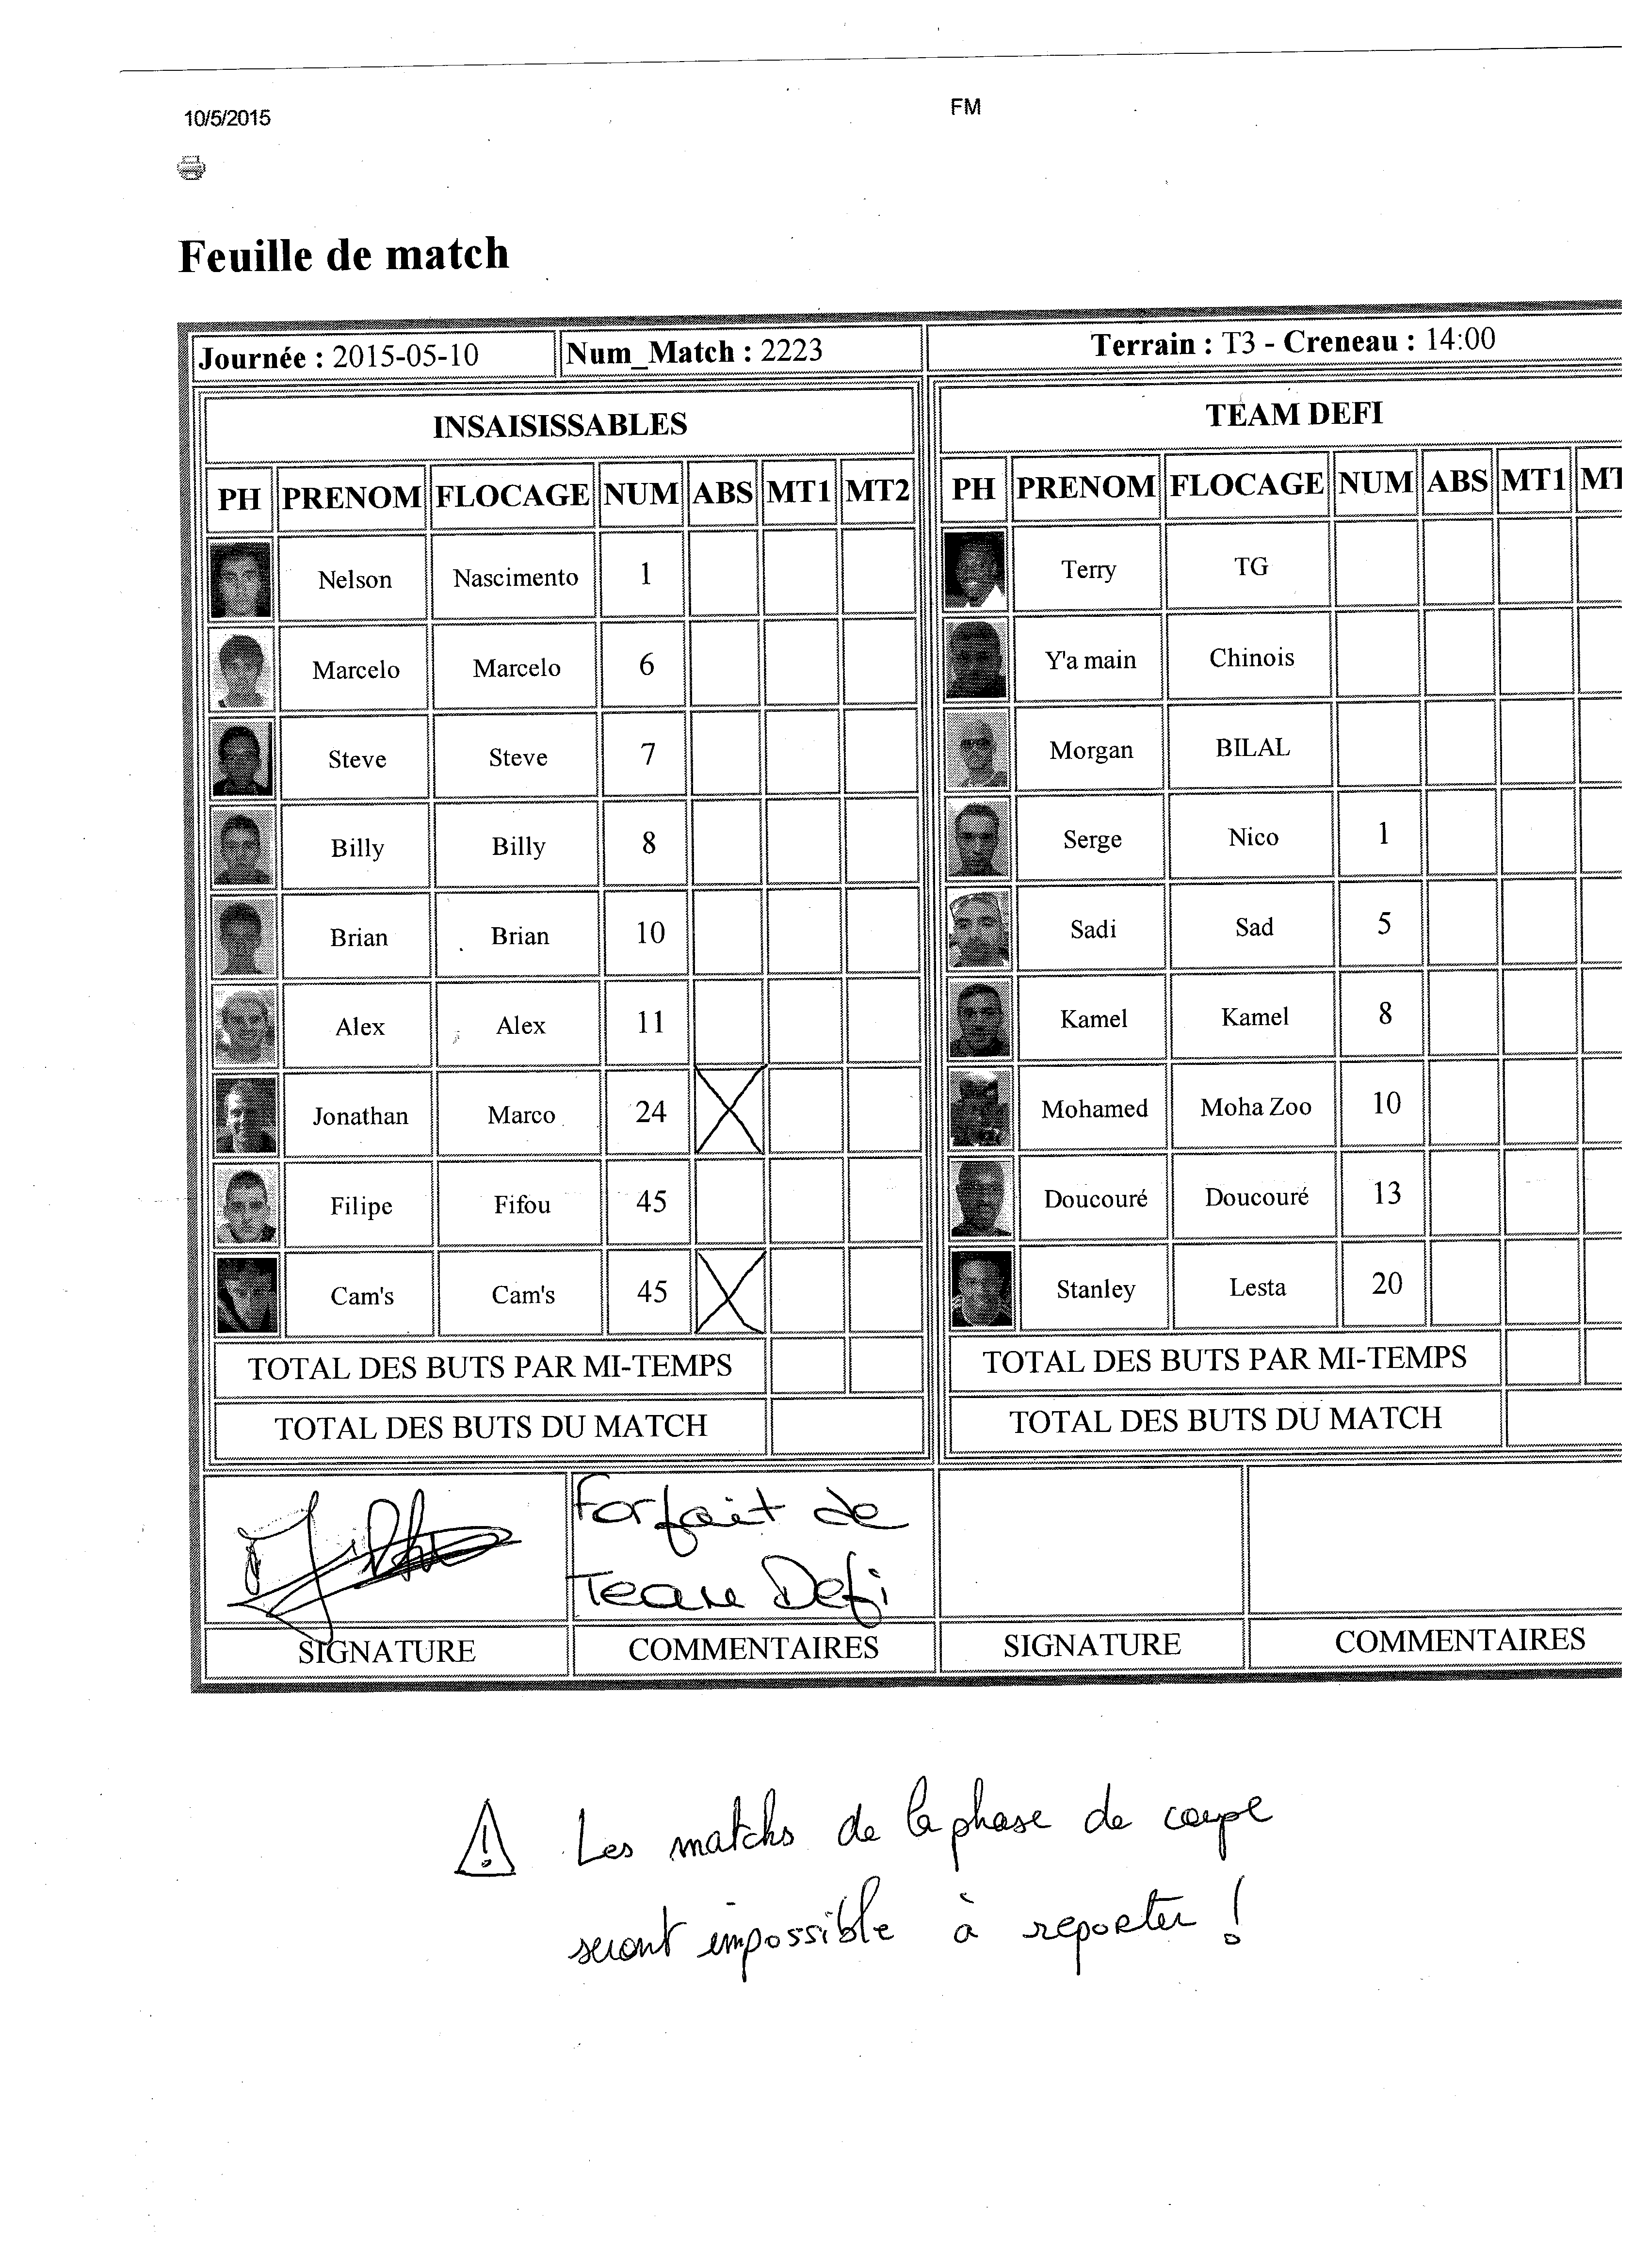 10/5/2015 FM
Feuille de match
Journée : 2015-05-10 Num_Match : 2223 Terrain : T3 - Creneau : 14:00
INSAISISSABLES TEAM DEFI
PH PRENOM FLOCAGE NUM ABS MT1 MT2 PH PRENOM FLOCAGE NUM ABS MT1 MT
Nelson Nascimento 1 Terry TG
Marcelo Marcelo 6 Y'a main Chinois
Steve Steve 7 Morgan BILAL
Billy Billy 8 Serge Nico 1
Brian Brian 10 Sadi Sad 5
Alex Alex 11 Kamel Kamel 8
Jonathan Marco 24 Mohamed Moha Zoo 10
Filipe Fifou 45 Doucouré Doucouré 13
Cam's Cam's 45 Stanley Lesta 20
TOTAL DES BUTS PAR MI-TEMPS TOTAL DES BUTS PAR MI-TEMPS
TOTAL DES BUTS DU MATCH TOTAL DES BUTS DU MATCH
Forfait de
Team Defi
SIGNATURE COMMENTAIRES SIGNATURE COMMENTAIRES
! Les matchs de la phase de coupe
seront impossible à reporter !